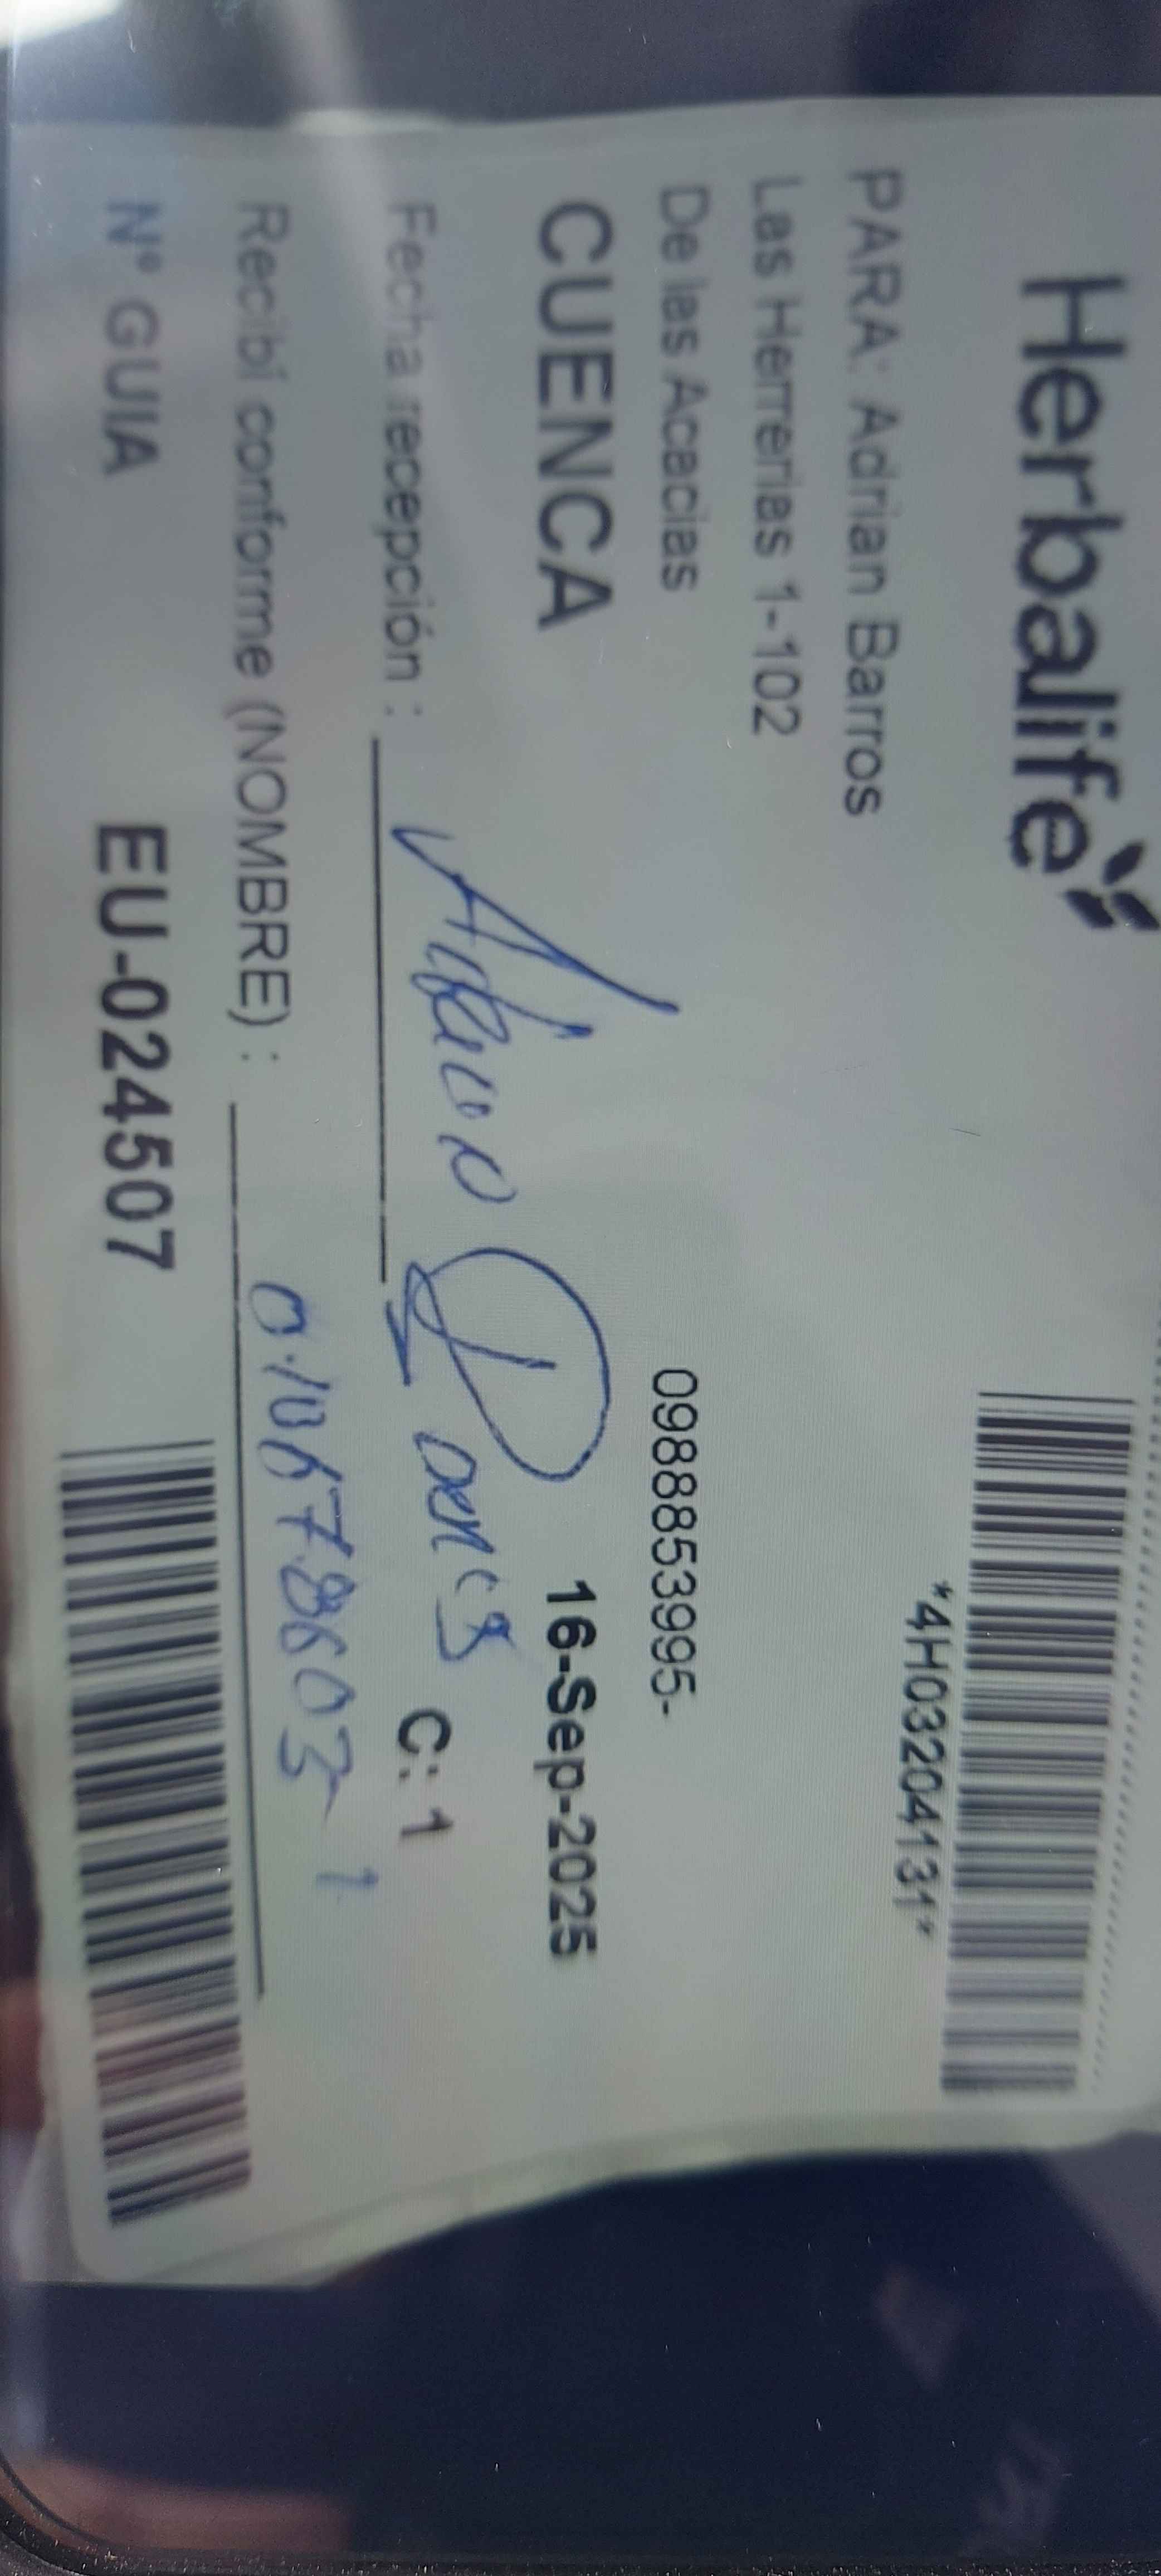 Herbalife
*4H03204131*
PARA: Adrian Barros
Las Herrerias 1-102
De las Acacias
0988853995-
CUENCA
16-Sep-2025
Fecha recepción :
C: 1
Recibí conforme (NOMBRE) :
N° GUIA
EU-024507